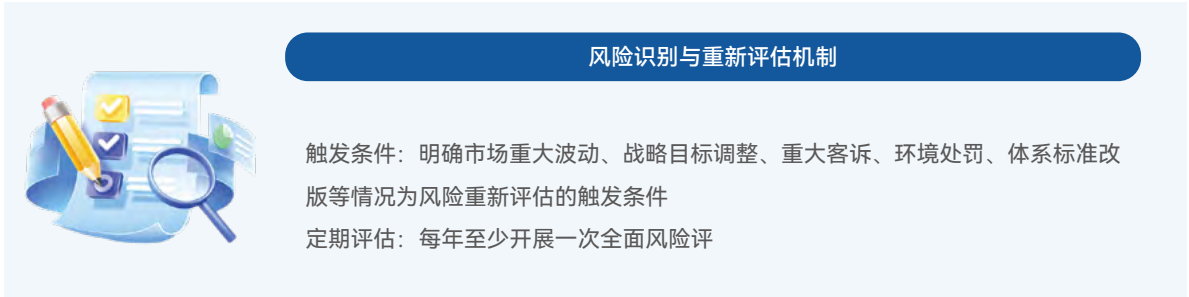 风险识别与重新评估机制
触发条件：明确市场重大波动、战略目标调整、重大客诉、环境处罚、体系标准改
版等情况为风险重新评估的触发条件
定期评估：每年至少开展一次全面风险评